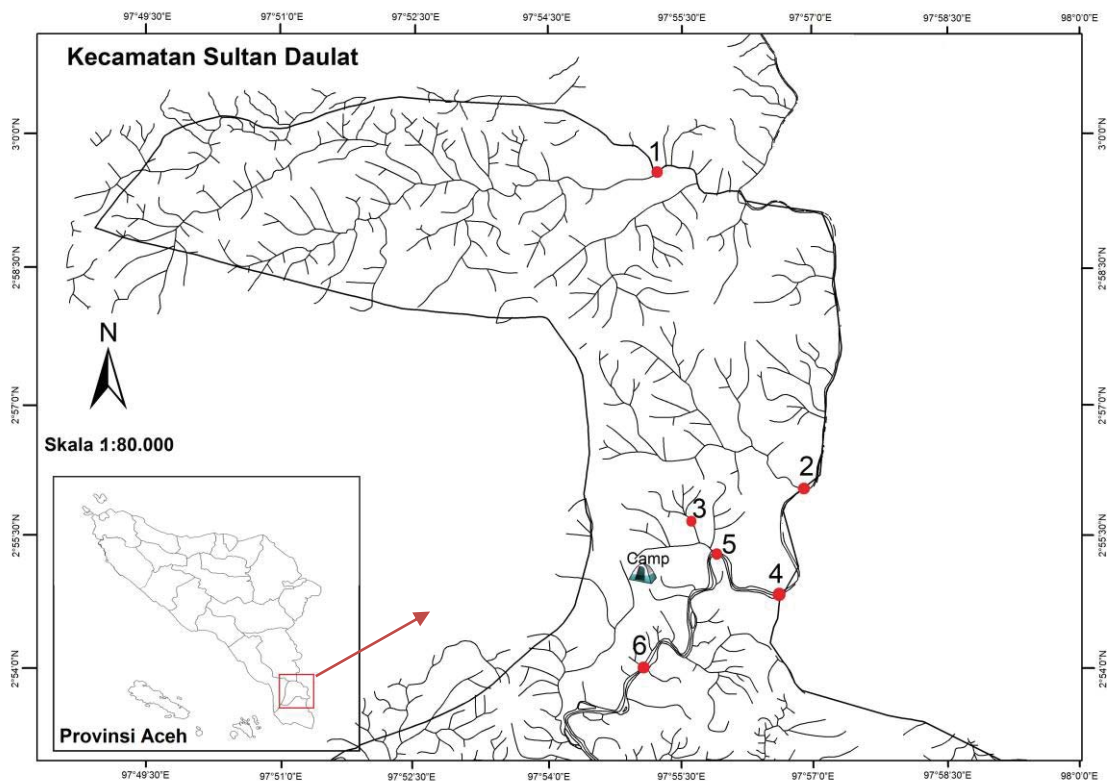 97°49'30"E 97°51'0"E 97°52'30"E 97°54'0"E 97°55'30"E 97°57'0"E 97°58'30"E 98°0'0"E
Kecamatan Sultan Daulat
3°0'0"N 3°0'0"N
1
2°58'30"N 2°58'30"N
N
2°57'0"N 2°57'0"N
Skala 1:80.000
2
3
2°55'30"N 2°55'30"N
5
Camp
4
6
2°54'0"N 2°54'0"N
Provinsi Aceh
97°49'30"E 97°51'0"E 97°52'30"E 97°54'0"E 97°55'30"E 97°57'0"E 97°58'30"E 98°0'0"E